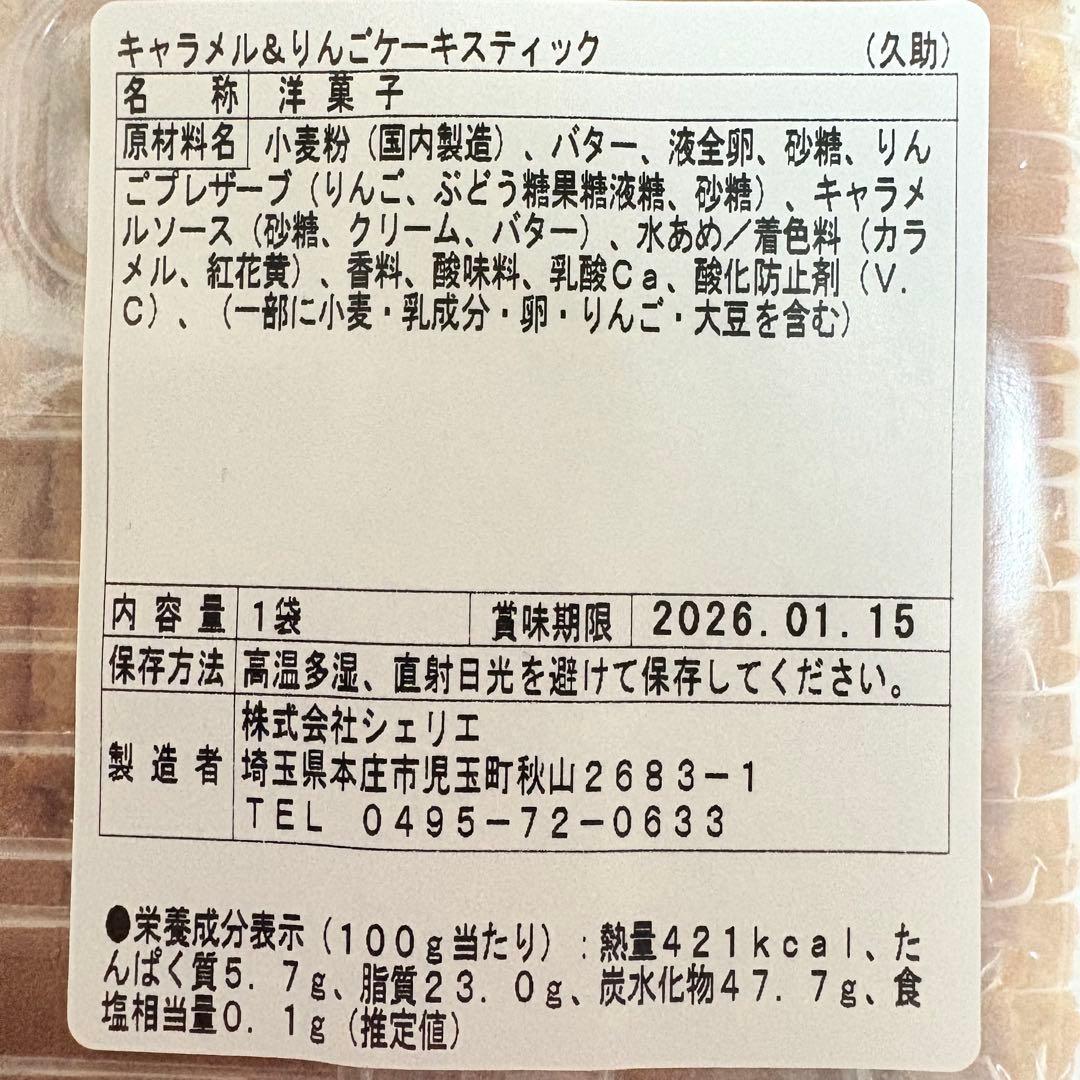 キャラメル＆りんごケーキスティック （久助）
名称 洋菓子
原材料名 小麦粉（国内製造）、バター、液全卵、砂糖、りん
ごプレザーブ（りんご、ぶどう糖果糖液糖、砂糖）、キャラメ
ルソース（砂糖、クリーム、バター）、水あめ／着色料（カラ
メル、紅花黄）、香料、酸味料、乳酸Ｃａ、酸化防止剤（Ｖ．
Ｃ）、（一部に小麦・乳成分・卵・りんご・大豆を含む）
内容量 １袋 賞味期限 2026.01.15
保存方法 高温多湿、直射日光を避けて保存してください。
製造者 株式会社シェリエ
埼玉県本庄市児玉町秋山２６８３－１
ＴＥＬ ０４９５－７２－０６３３
●栄養成分表示（１００ｇ当たり）：熱量４２１ｋｃａｌ、た
んぱく質５．７ｇ、脂質２３．０ｇ、炭水化物４７．７ｇ、食
塩相当量０．１ｇ（推定値）